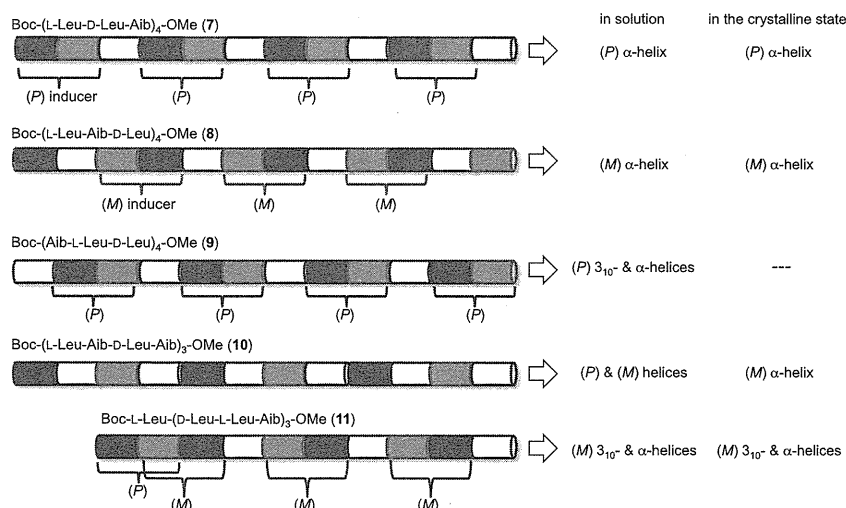 in solution in the crystalline state
Boc-(L-Leu-D-Leu-Aib)4-OMe (7)
(P) α-helix (P) α-helix
(P) inducer (P) (P) (P)
Boc-(L-Leu-Aib-D-Leu)4-OMe (8)
(M) α-helix (M) α-helix
(M) inducer (M) (M)
Boc-(Aib-L-Leu-D-Leu)4-OMe (9)
(P) 310- & α-helices ---
(P) (P) (P) (P)
Boc-(L-Leu-Aib-D-Leu-Aib)3-OMe (10)
(P) & (M) helices (M) α-helix
Boc-L-Leu-(D-Leu-L-Leu-Aib)3-OMe (11)
(M) 310- & α-helices (M) 310- & α-helices
(P)
(M) (M) (M)